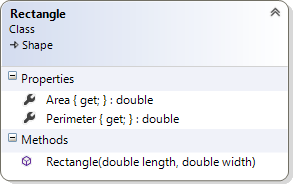 Rectangle
Class
Shape
Properties
Area { get; } : double
Perimeter { get; } : double
Methods
Rectangle(double length, double width)